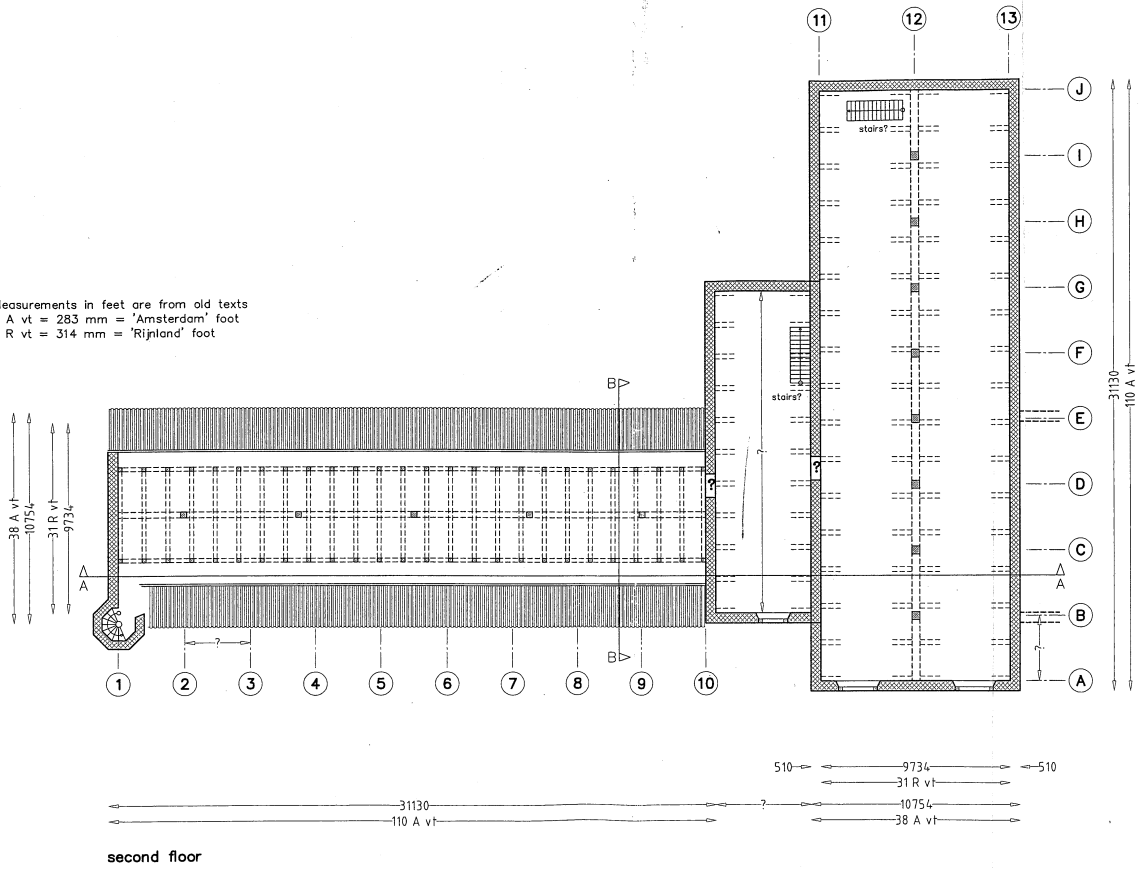 11
12
13
J
stairs?
I
H
easurements in feet are from old texts
A vt = 283 mm = 'Amsterdam' foot
R vt = 314 mm = 'Rijnland' foot
G
F
31130
110 A vt
B
stairs?
E
?
38 A vt
10754
31 R vt
9734
?
?
D
C
A
A
B
?
?
B
1
2
3
4
5
6
7
8
9
10
A
510
9734
510
31 R vt
31130
?
10754
110 A vt
38 A vt
second floor